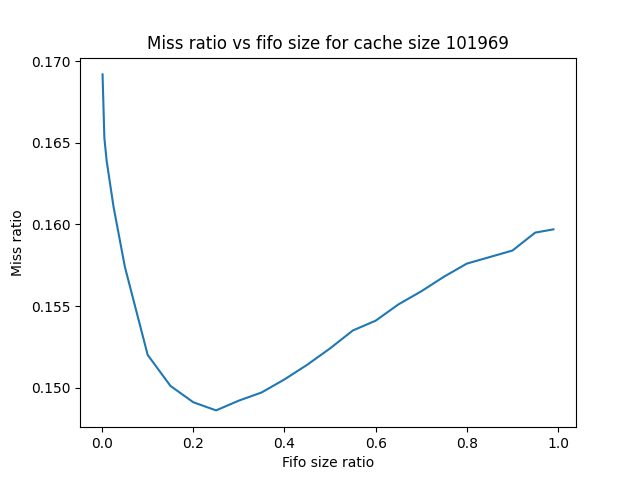 Miss ratio vs fifo size for cache size 101969
0.170
0.165
0.160
0.155
0.150
Miss ratio
0.0 0.2 0.4 0.6 0.8 1.0
Fifo size ratio